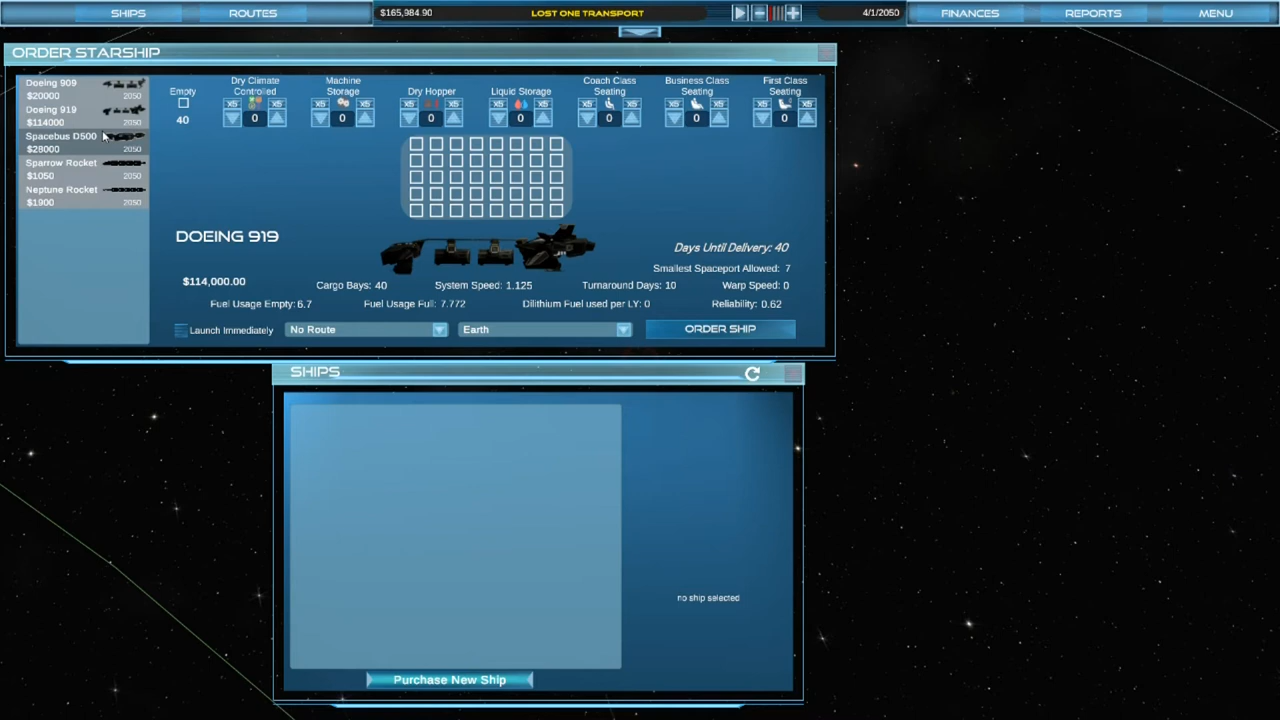 SHIPS
ROUTES
$165,984.90
LOST ONE TRANSPORT
4/1/2050
FINANCES
REPORTS
MENU
ORDER STARSHIP
Doeing 909
$20000
2050
Doeing 919
$114000
2050
Spacebus D500
$28000
2050
Sparrow Rocket
$1050
2050
Neptune Rocket
$1900
2050
Empty
40
Dry Climate
Controlled
X5 X5
0
Machine
Storage
X5 X5
0
Dry Hopper
X5 X5
0
Liquid Storage
X5 X5
0
Coach Class
Seating
X5 X5
0
Business Class
Seating
X5 X5
0
First Class
Seating
X5 X5
0
DOEING 919
Days Until Delivery: 40
Smallest Spaceport Allowed: 7
$114,000.00
Cargo Bays: 40
System Speed: 1.125
Turnaround Days: 10
Warp Speed: 0
Fuel Usage Empty: 6.7
Fuel Usage Full: 7.772
Dilithium Fuel used per LY: 0
Reliability: 0.62
Launch Immediately
No Route
Earth
ORDER SHIP
SHIPS
no ship selected
Purchase New Ship